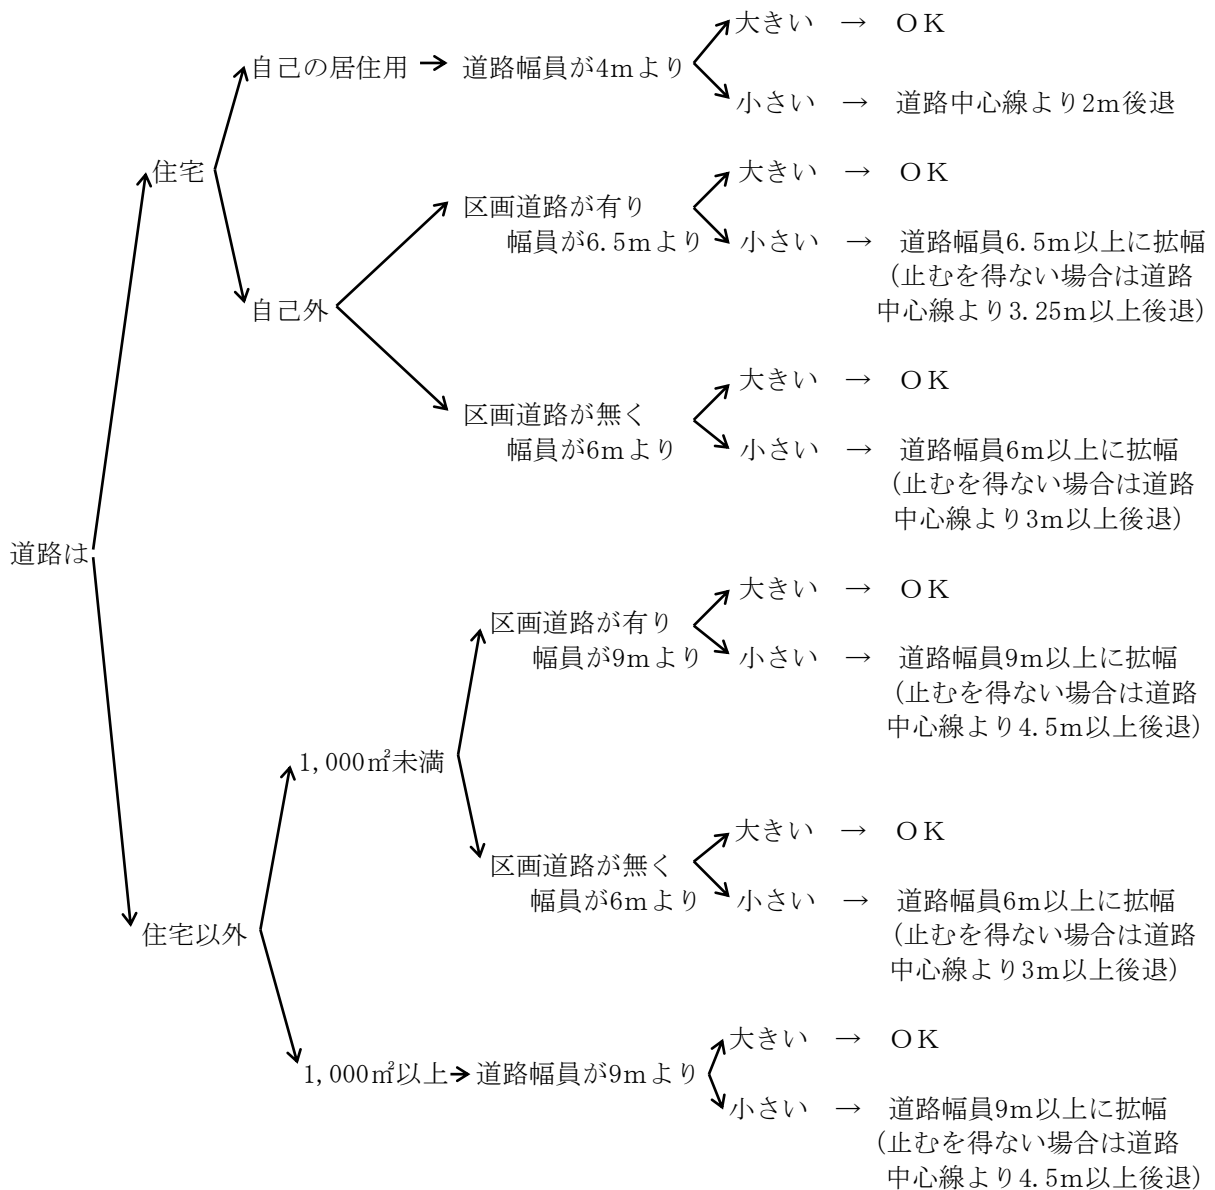 大きい → ＯＫ
自己の居住用 → 道路幅員が4mより
小さい → 道路中心線より2m後退
住宅
大きい → ＯＫ
区画道路が有り
幅員が6.5mより 小さい → 道路幅員6.5m以上に拡幅
(止むを得ない場合は道路
中心線より3.25m以上後退)
自己外
大きい → ＯＫ
区画道路が無く
幅員が6mより 小さい → 道路幅員6m以上に拡幅
(止むを得ない場合は道路
中心線より3m以上後退)
道路は
大きい → ＯＫ
区画道路が有り
幅員が9mより 小さい → 道路幅員9m以上に拡幅
(止むを得ない場合は道路
中心線より4.5m以上後退)
1,000㎡未満
大きい → ＯＫ
区画道路が無く
幅員が6mより 小さい → 道路幅員6m以上に拡幅
(止むを得ない場合は道路
中心線より3m以上後退)
住宅以外
大きい → ＯＫ
1,000㎡以上→道路幅員が9mより
小さい → 道路幅員9m以上に拡幅
(止むを得ない場合は道路
中心線より4.5m以上後退)